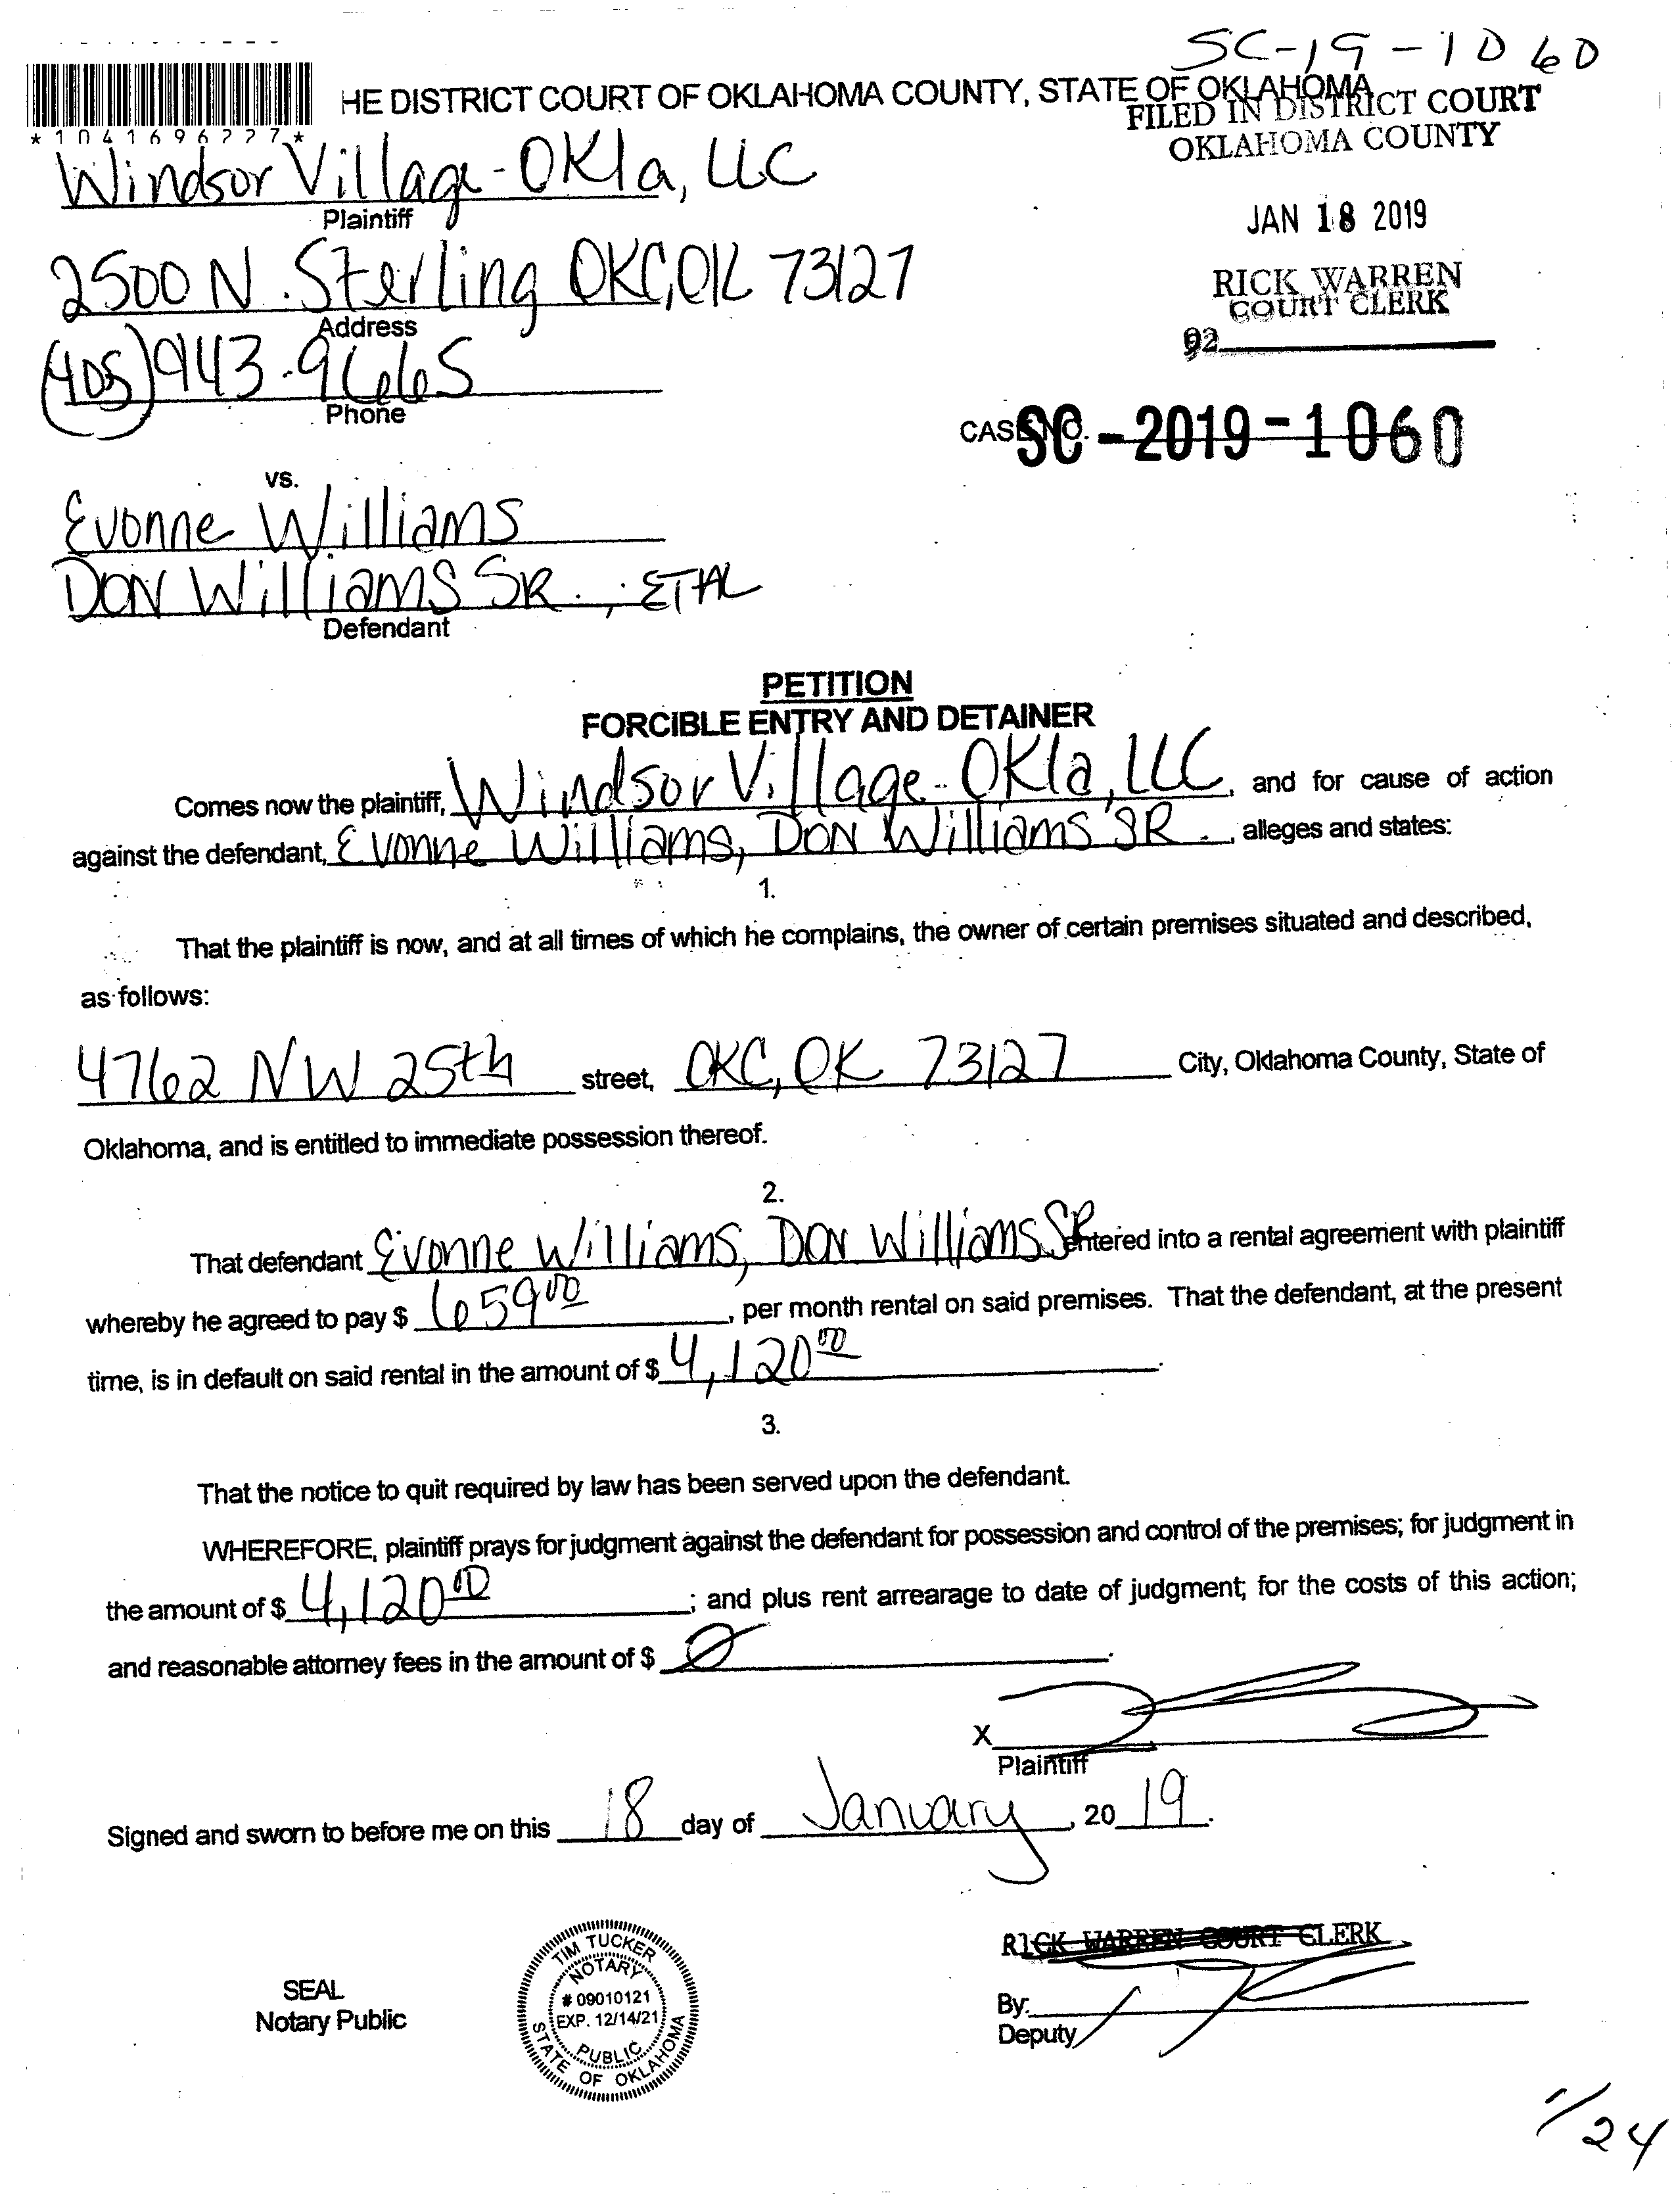 SC-19-1060
HE DISTRICT COURT OF OKLAHOMA COUNTY, STATE OF OKLAHOMA
*1041696227*
FILED IN DISTRICT COURT
OKLAHOMA COUNTY
Windsor Village-Okla, LLC
Plaintiff
JAN 18 2019
2500 N. Sterling OKC, OK 73127
Address
RICK WARREN
COURT CLERK
92
(405) 943-9665
Phone
CASE NO. SC-2019-1060
vs.
Evonne Williams
DON Williams SR., ETAL
Defendant
PETITION
FORCIBLE ENTRY AND DETAINER
Comes now the plaintiff, Windsor Village-Okla, LLC, and for cause of action
against the defendant, Evonne Williams, DON Williams SR., alleges and states:
1.
That the plaintiff is now, and at all times of which he complains, the owner of certain premises situated and described,
as follows:
4762 NW 25th street, OKC, OK 73127 City, Oklahoma County, State of
Oklahoma, and is entitled to immediate possession thereof.
2.
That defendant Evonne Williams, DON Williams SR entered into a rental agreement with plaintiff
whereby he agreed to pay $ 659 00, per month rental on said premises. That the defendant, at the present
time, is in default on said rental in the amount of $ 4,120 00.
3.
That the notice to quit required by law has been served upon the defendant.
WHEREFORE, plaintiff prays for judgment against the defendant for possession and control of the premises; for judgment in
the amount of $ 4,120 00; and plus rent arrearage to date of judgment; for the costs of this action;
and reasonable attorney fees in the amount of $ Ø.
X
Plaintiff
Signed and sworn to before me on this 18 day of January, 2019.
RICK WARREN COURT CLERK
SEAL
Notary Public
TIM TUCKER
NOTARY
# 09010121
EXP. 12/14/21
PUBLIC
STATE OF OKLAHOMA
By:
Deputy
1/24